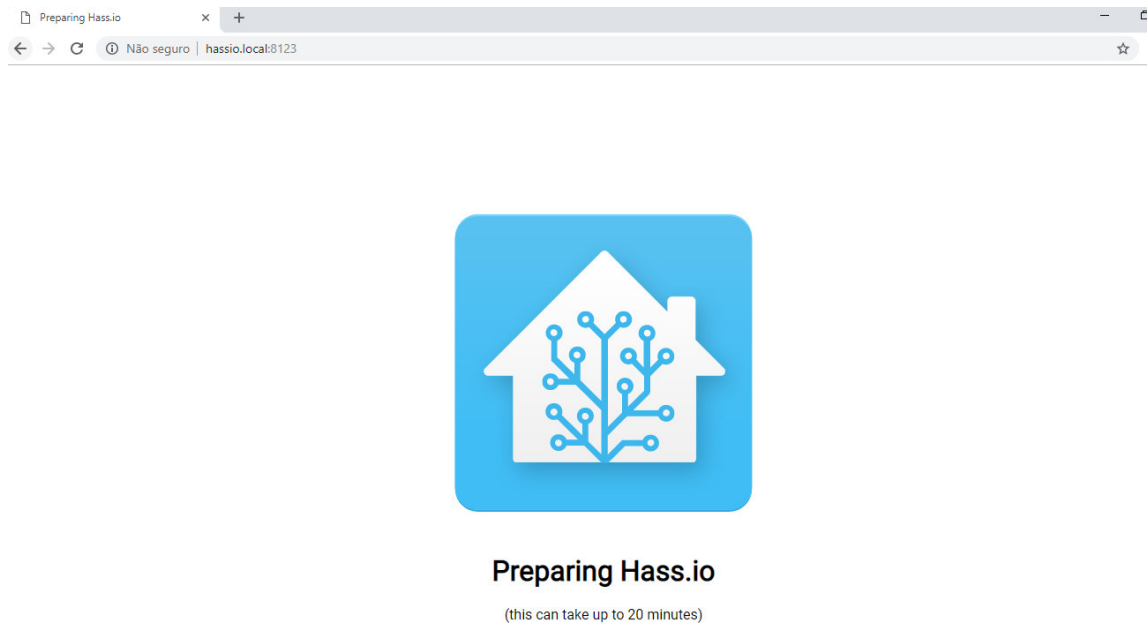 Preparing Hass.io
Não seguro | hassio.local:8123
Preparing Hass.io
(this can take up to 20 minutes)